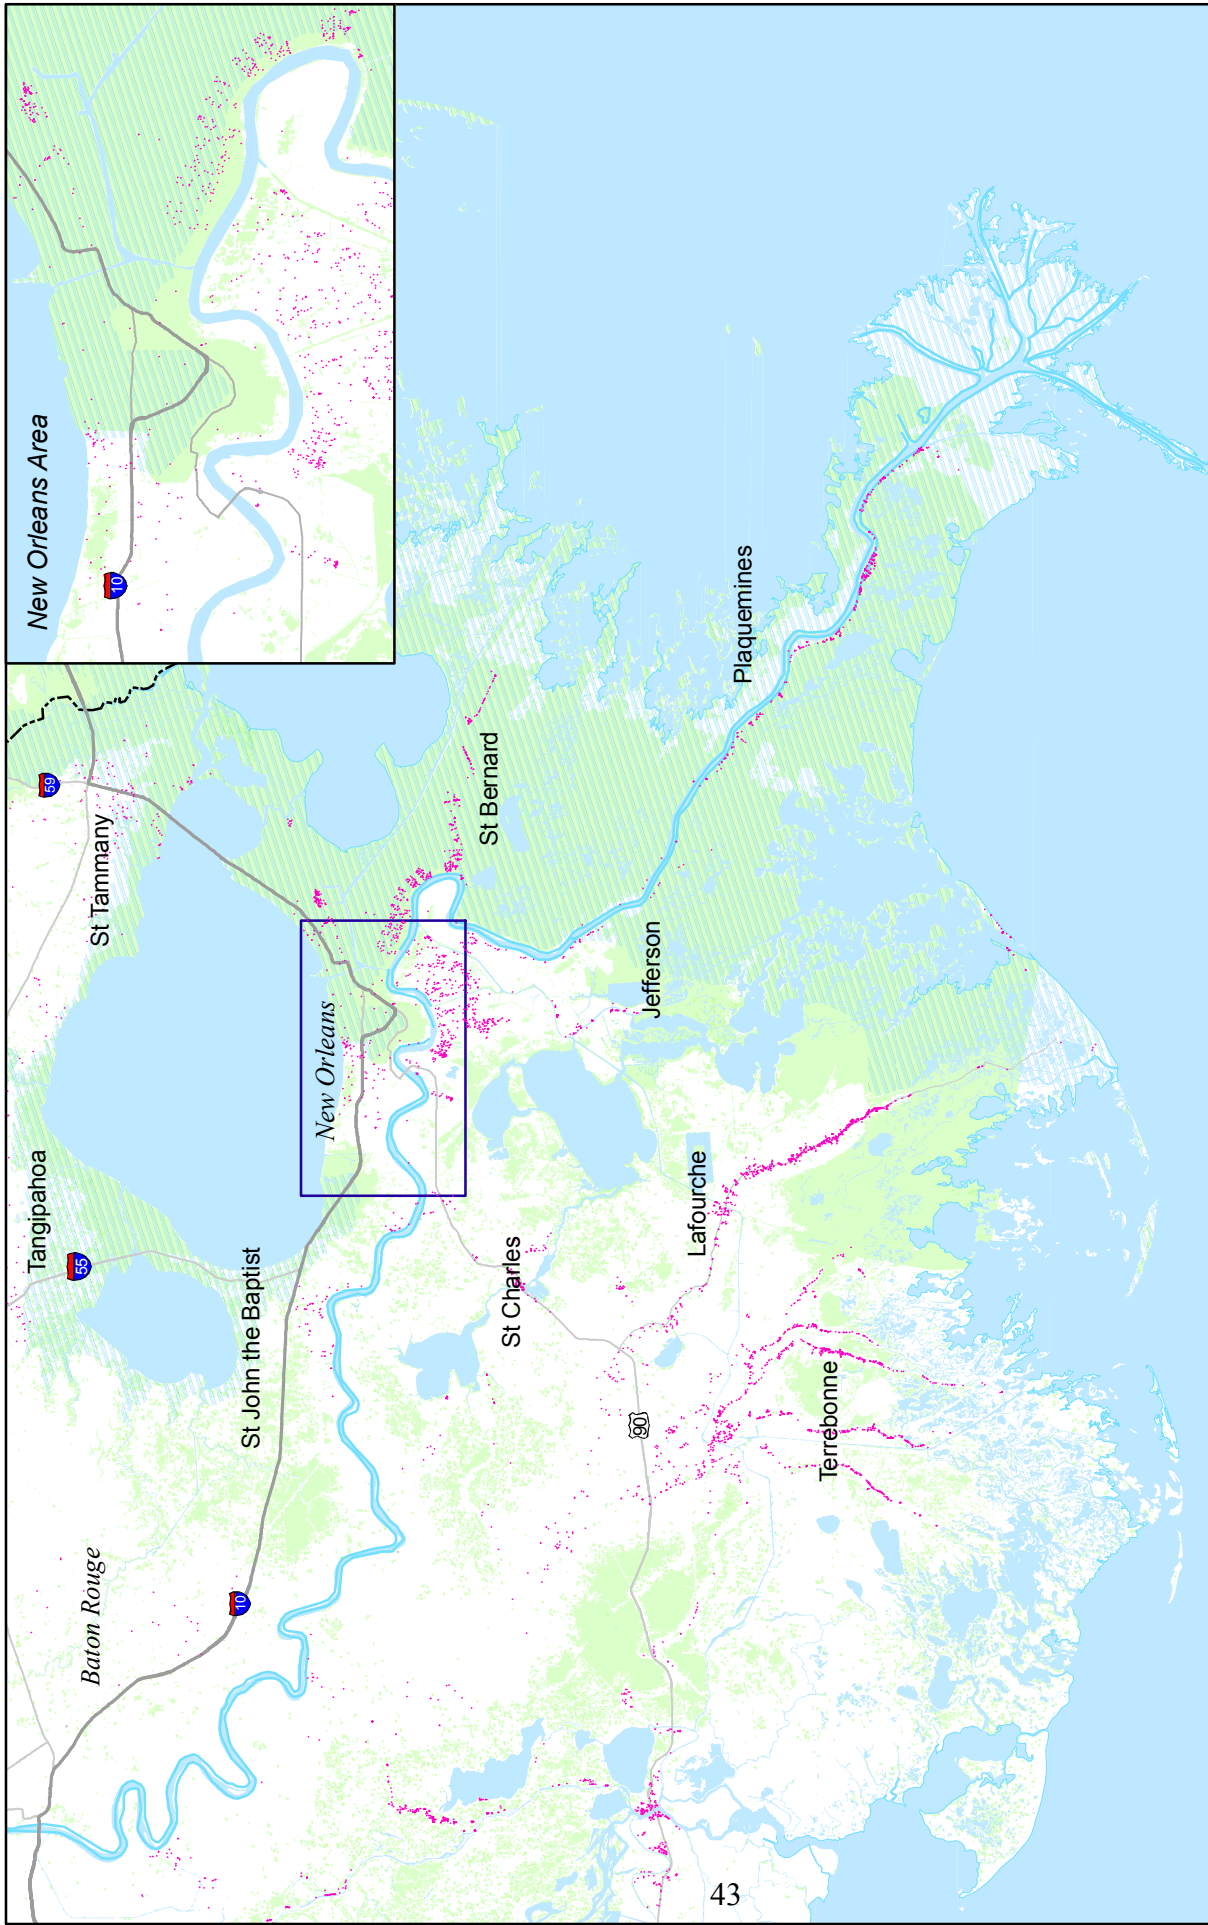 New Orleans Area
10
59
St Tammany
Tangipahoa
55
New Orleans
St Bernard
Plaquemines
Jefferson
St John the Baptist
St Charles
Lafourche
90
Terrebonne
Baton Rouge
10
43